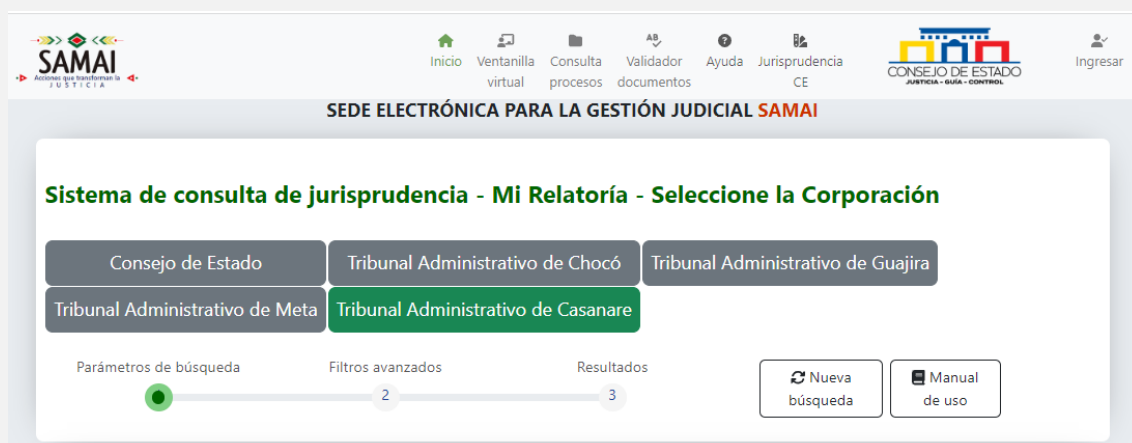 SAMAI
Acciones que transforman la
JUSTICIA
Inicio
Ventanilla
virtual
Consulta
procesos
Validador
documentos
Ayuda
Jurisprudencia
CE
CONSEJO DE ESTADO
JUSTICIA - GUÍA - CONTROL
Ingresar
SEDE ELECTRÓNICA PARA LA GESTIÓN JUDICIAL SAMAI
Sistema de consulta de jurisprudencia - Mi Relatoría - Seleccione la Corporación
Consejo de Estado
Tribunal Administrativo de Chocó
Tribunal Administrativo de Guajira
Tribunal Administrativo de Meta
Tribunal Administrativo de Casanare
Parámetros de búsqueda
Filtros avanzados
2
Resultados
3
Nueva
búsqueda
Manual
de uso